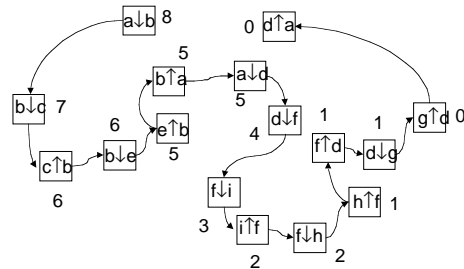 a↓b 8
b↓c 7
c↑b 6
b↓e 6
e↑b 5
b↑a 5
a↓d 5
d↓f 4
f↓i 3
i↑f 2
f↓h 2
h↑f 1
f↑d 1
d↓g 1
g↑d 0
d↑a 0